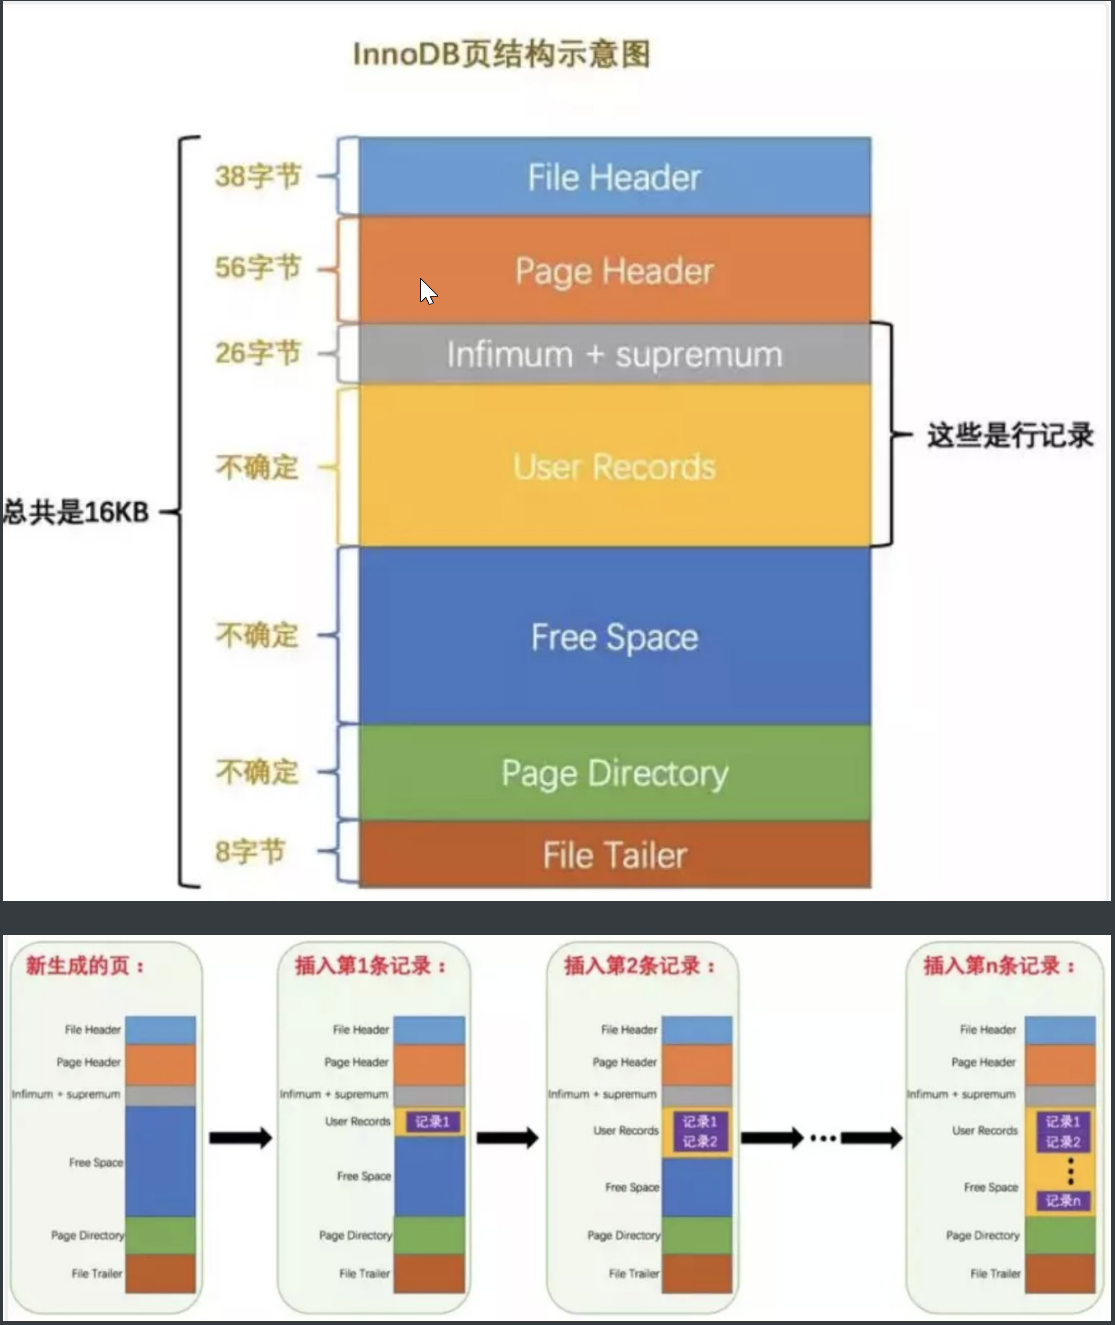 InnoDB页结构示意图
38字节
File Header
56字节
Page Header
26字节
Infimum + supremum
这些是行记录
不确定
User Records
总共是16KB
不确定
Free Space
不确定
Page Directory
8字节
File Tailer
新生成的页：
File Header
Page Header
Infimum + supremum
Free Space
Page Directory
File Trailer
插入第1条记录：
File Header
Page Header
Infimum + supremum
User Records
记录1
Free Space
Page Directory
File Trailer
插入第2条记录：
File Header
Page Header
Infimum + supremum
User Records
记录1
记录2
Free Space
Page Directory
File Trailer
插入第n条记录：
File Header
Page Header
Infimum + supremum
User Records
记录1
记录2
Free Space
记录n
Page Directory
File Trailer